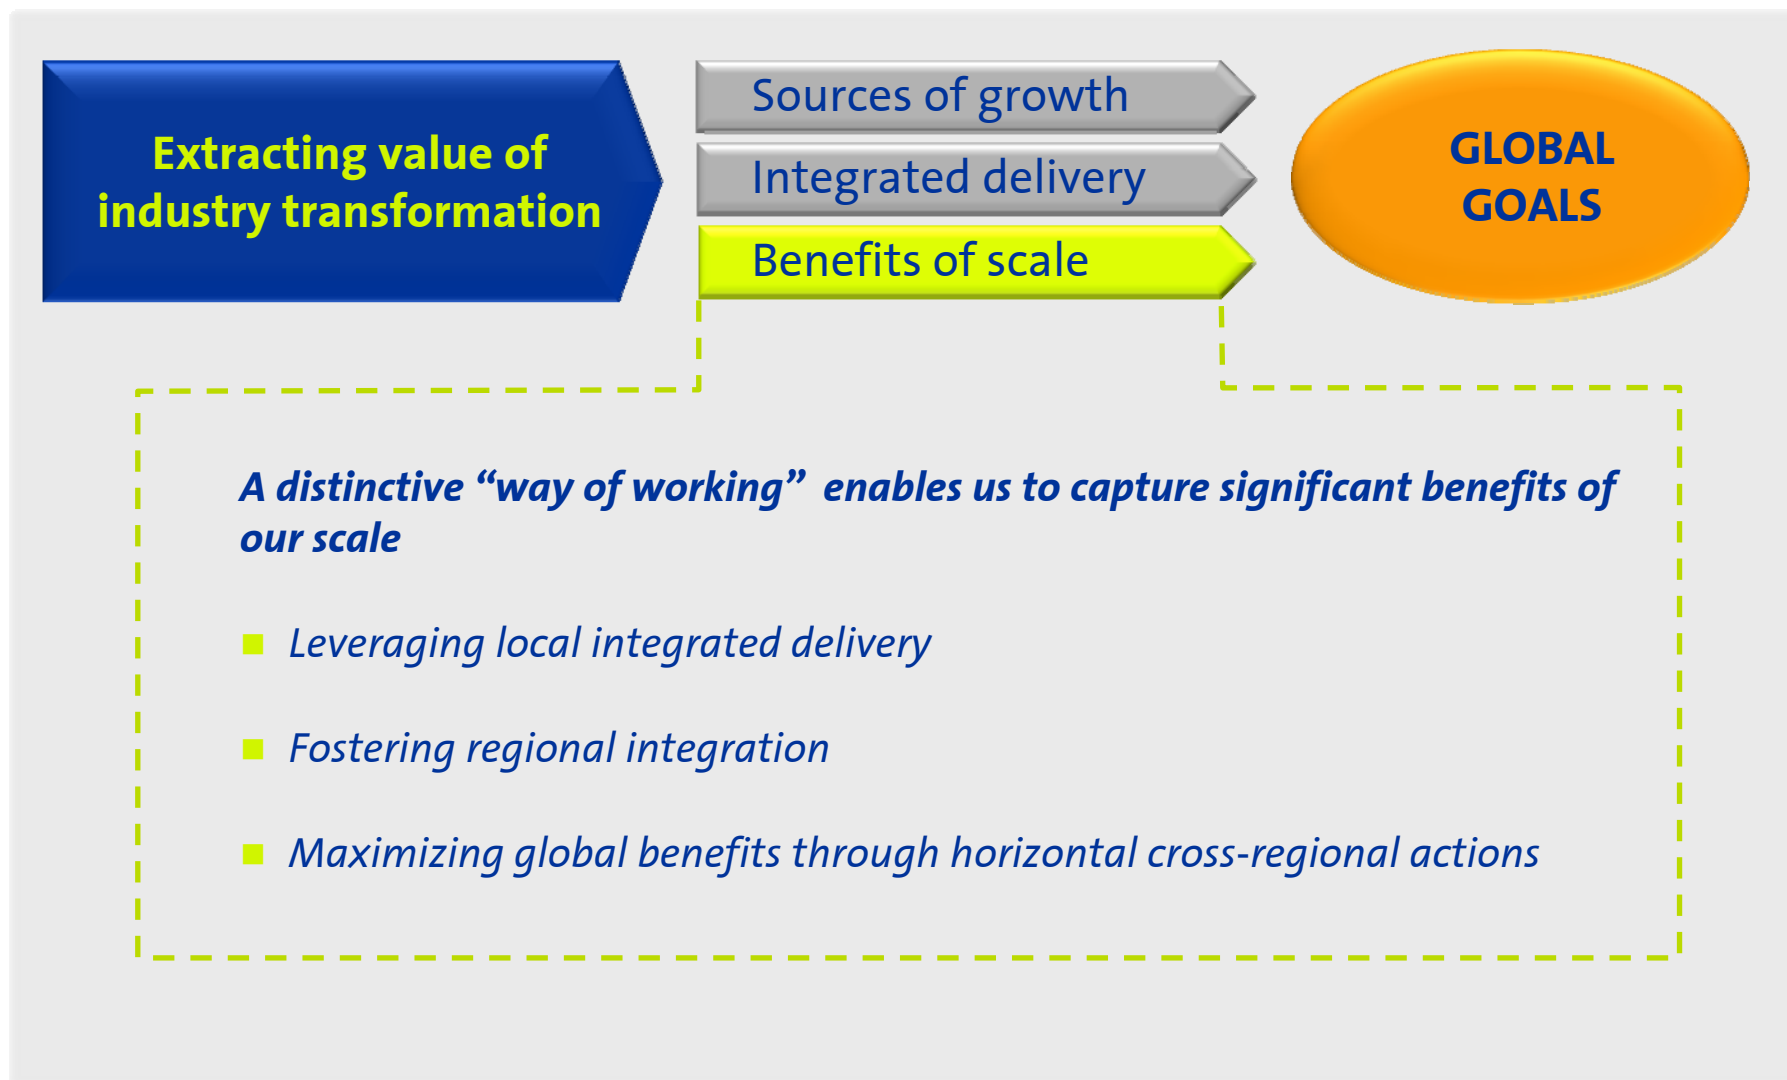 Extracting value of
industry transformation
Sources of growth
Integrated delivery
Benefits of scale
GLOBAL
GOALS
A distinctive “way of working”  enables us to capture significant benefits of
our scale
Leveraging local integrated delivery
Fostering regional integration
Maximizing global benefits through horizontal cross-regional actions